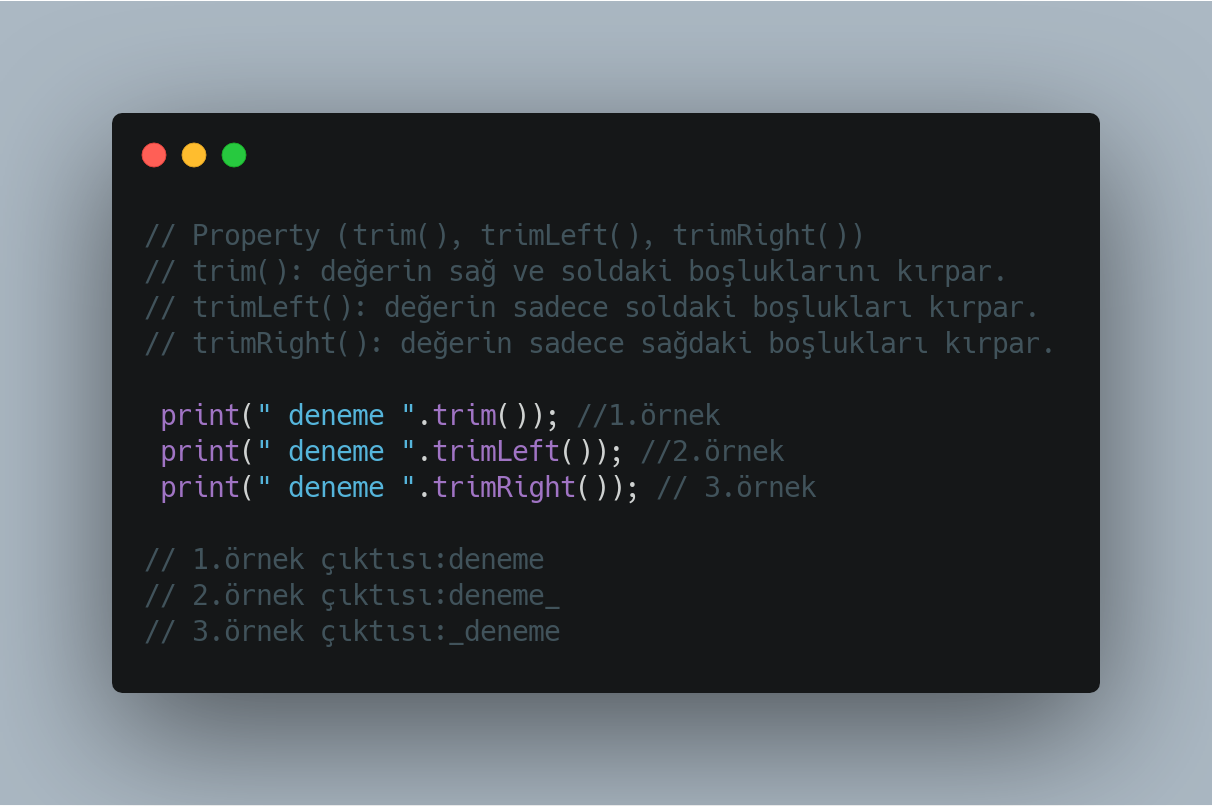 // Property (trim(), trimLeft(), trimRight())
// trim(): değerin sağ ve soldaki boşluklarını kırpar.
// trimLeft(): değerin sadece soldaki boşlukları kırpar.
// trimRight(): değerin sadece sağdaki boşlukları kırpar.
print(" deneme ".trim()); //1.örnek
print(" deneme ".trimLeft()); //2.örnek
print(" deneme ".trimRight()); // 3.örnek
// 1.örnek çıktısı:deneme
// 2.örnek çıktısı:deneme_
// 3.örnek çıktısı:_deneme